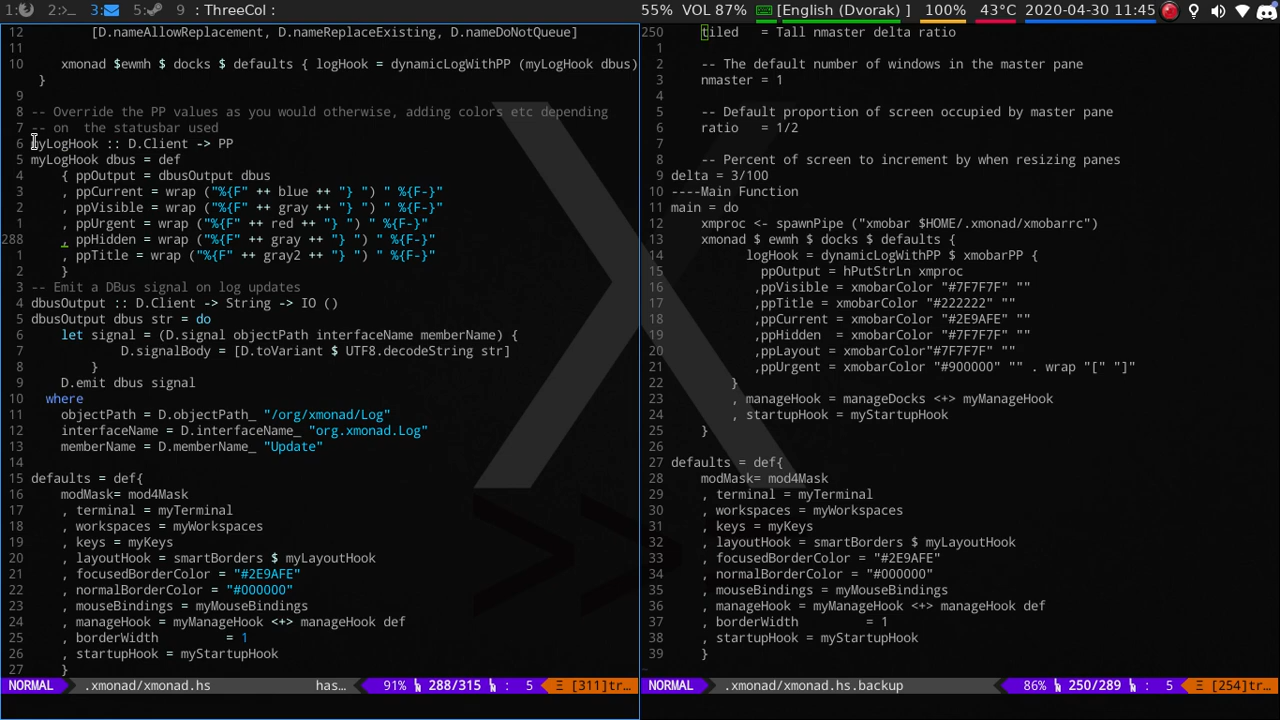 1: 2: 3: 5: 9 : ThreeCol :
55% VOL 87% [English (Dvorak) 100% 43°C 2020-04-30 11:45
12 [D.nameAllowReplacement, D.nameReplaceExisting, D.nameDoNotQueue]
11
10 xmonad $ewmh $ docks $ defaults { logHook = dynamicLogWithPP (myLogHook dbus)
}
9
8 -- Override the PP values as you would otherwise, adding colors etc depending
7 -- on  the statusbar used
6 myLogHook :: D.Client -> PP
5 myLogHook dbus = def
4 { ppOutput = dbusOutput dbus
3 , ppCurrent = wrap ("%{F" ++ blue ++ "} ") " %{F-}"
2 , ppVisible = wrap ("%{F" ++ gray ++ "} ") " %{F-}"
1 , ppUrgent = wrap ("%{F" ++ red ++ "} ") " %{F-}"
288 , ppHidden = wrap ("%{F" ++ gray ++ "} ") " %{F-}"
1 , ppTitle = wrap ("%{F" ++ gray2 ++ "} ") " %{F-}"
2 }
3 -- Emit a DBus signal on log updates
4 dbusOutput :: D.Client -> String -> IO ()
5 dbusOutput dbus str = do
6 let signal = (D.signal objectPath interfaceName memberName) {
7 D.signalBody = [D.toVariant $ UTF8.decodeString str]
8 }
9 D.emit dbus signal
10 where
11 objectPath = D.objectPath_ "/org/xmonad/Log"
12 interfaceName = D.interfaceName_ "org.xmonad.Log"
13 memberName = D.memberName_ "Update"
14
15 defaults = def{
16 modMask= mod4Mask
17 , terminal = myTerminal
18 , workspaces = myWorkspaces
19 , keys = myKeys
20 , layoutHook = smartBorders $ myLayoutHook
21 , focusedBorderColor = "#2E9AFE"
22 , normalBorderColor = "#000000"
23 , mouseBindings = myMouseBindings
24 , manageHook = myManageHook <+> manageHook def
25 , borderWidth = 1
26 , startupHook = myStartupHook
27 }
NORMAL .xmonad/xmonad.hs has… 91% 288/315 : 5 Ξ [311]tr…
250 tiled = Tall nmaster delta ratio
1
2 -- The default number of windows in the master pane
3 nmaster = 1
4
5 -- Default proportion of screen occupied by master pane
6 ratio = 1/2
7
8 -- Percent of screen to increment by when resizing panes
9 delta = 3/100
10 ----Main Function
11 main = do
12 xmproc <- spawnPipe ("xmobar $HOME/.xmonad/xmobarrc")
13 xmonad $ ewmh $ docks $ defaults {
14 logHook = dynamicLogWithPP $ xmobarPP {
15 ppOutput = hPutStrLn xmproc
16 ,ppVisible = xmobarColor "#7F7F7F" ""
17 ,ppTitle = xmobarColor "#222222" ""
18 ,ppCurrent = xmobarColor "#2E9AFE" ""
19 ,ppHidden  = xmobarColor "#7F7F7F" ""
20 ,ppLayout = xmobarColor"#7F7F7F" ""
21 ,ppUrgent = xmobarColor "#900000" "" . wrap "[" "]"
22 }
23 , manageHook = manageDocks <+> myManageHook
24 , startupHook = myStartupHook
25 }
26
27 defaults = def{
28 modMask= mod4Mask
29 , terminal = myTerminal
30 , workspaces = myWorkspaces
31 , keys = myKeys
32 , layoutHook = smartBorders $ myLayoutHook
33 , focusedBorderColor = "#2E9AFE"
34 , normalBorderColor = "#000000"
35 , mouseBindings = myMouseBindings
36 , manageHook = myManageHook <+> manageHook def
37 , borderWidth = 1
38 , startupHook = myStartupHook
39 }
NORMAL .xmonad/xmonad.hs.backup 86% 250/289 : 5 Ξ [254]tr…